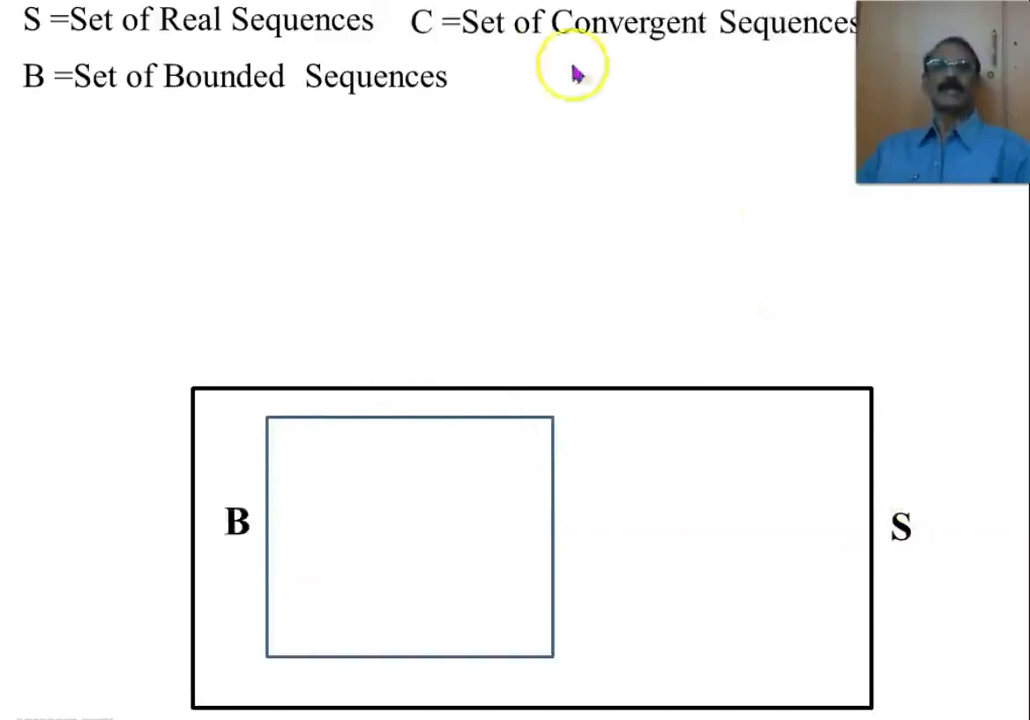 S =Set of Real Sequences C =Set of Convergent Sequences
B =Set of Bounded Sequences
B
S